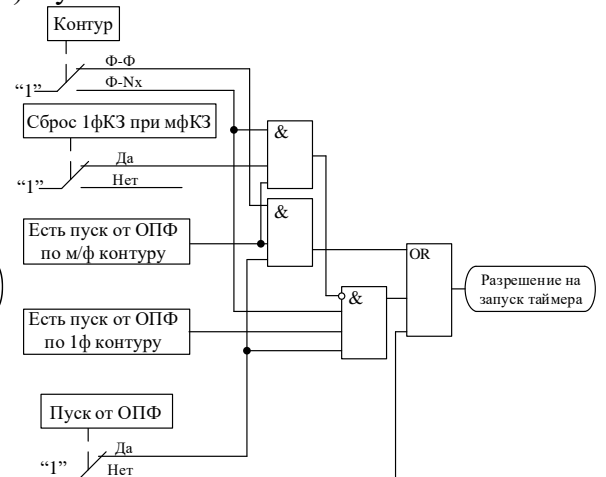 Контур
Ф-Ф
Ф-Nx
“1”
Сброс 1фКЗ при мфКЗ
Да
“1”
Нет
&
&
Есть пуск от ОПФ
по м/ф контуру
OR
&
Разрешение на
запуск таймера
Есть пуск от ОПФ
по 1ф контуру
Пуск от ОПФ
Да
“1”
Нет